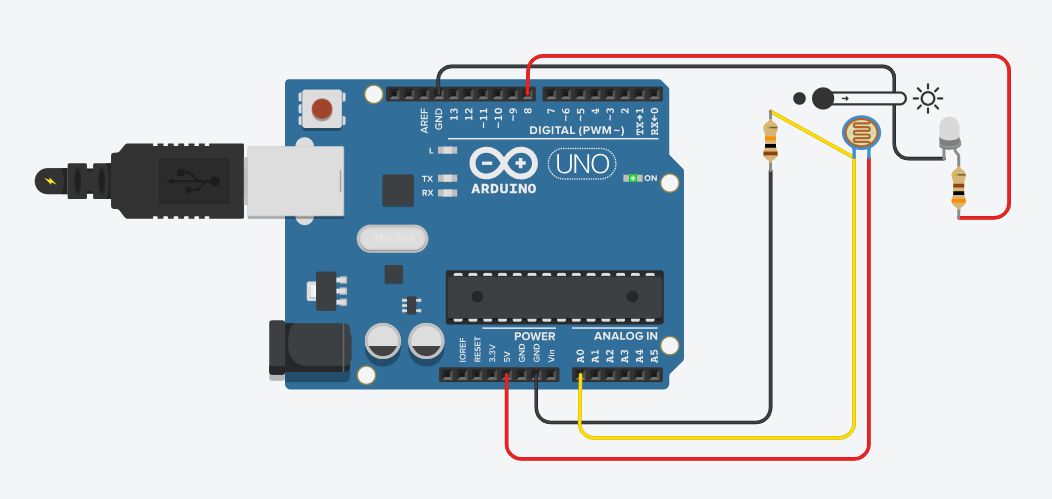 AREF
GND
13
12
~11
~10
~9
8
7
~6
~5
4
~3
2
TX→1
RX←0
DIGITAL (PWM~)
L
TX
RX
ARDUINO
UNO
ON
POWER
ANALOG IN
IOREF
RESET
3.3V
5V
GND
GND
Vin
A0
A1
A2
A3
A4
A5